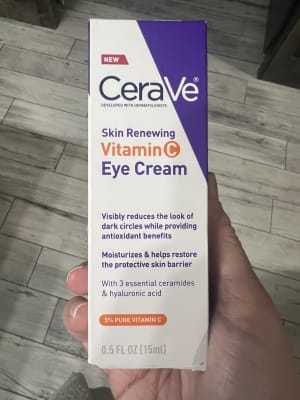 NEW
CeraVe®
DEVELOPED WITH DERMATOLOGISTS
Skin Renewing
Vitamin C
Eye Cream
Visibly reduces the look of
dark circles while providing
antioxidant benefits
Moisturizes & helps restore
the protective skin barrier
With 3 essential ceramides
& hyaluronic acid
5% PURE VITAMIN C
0.5 FL OZ (15ml)